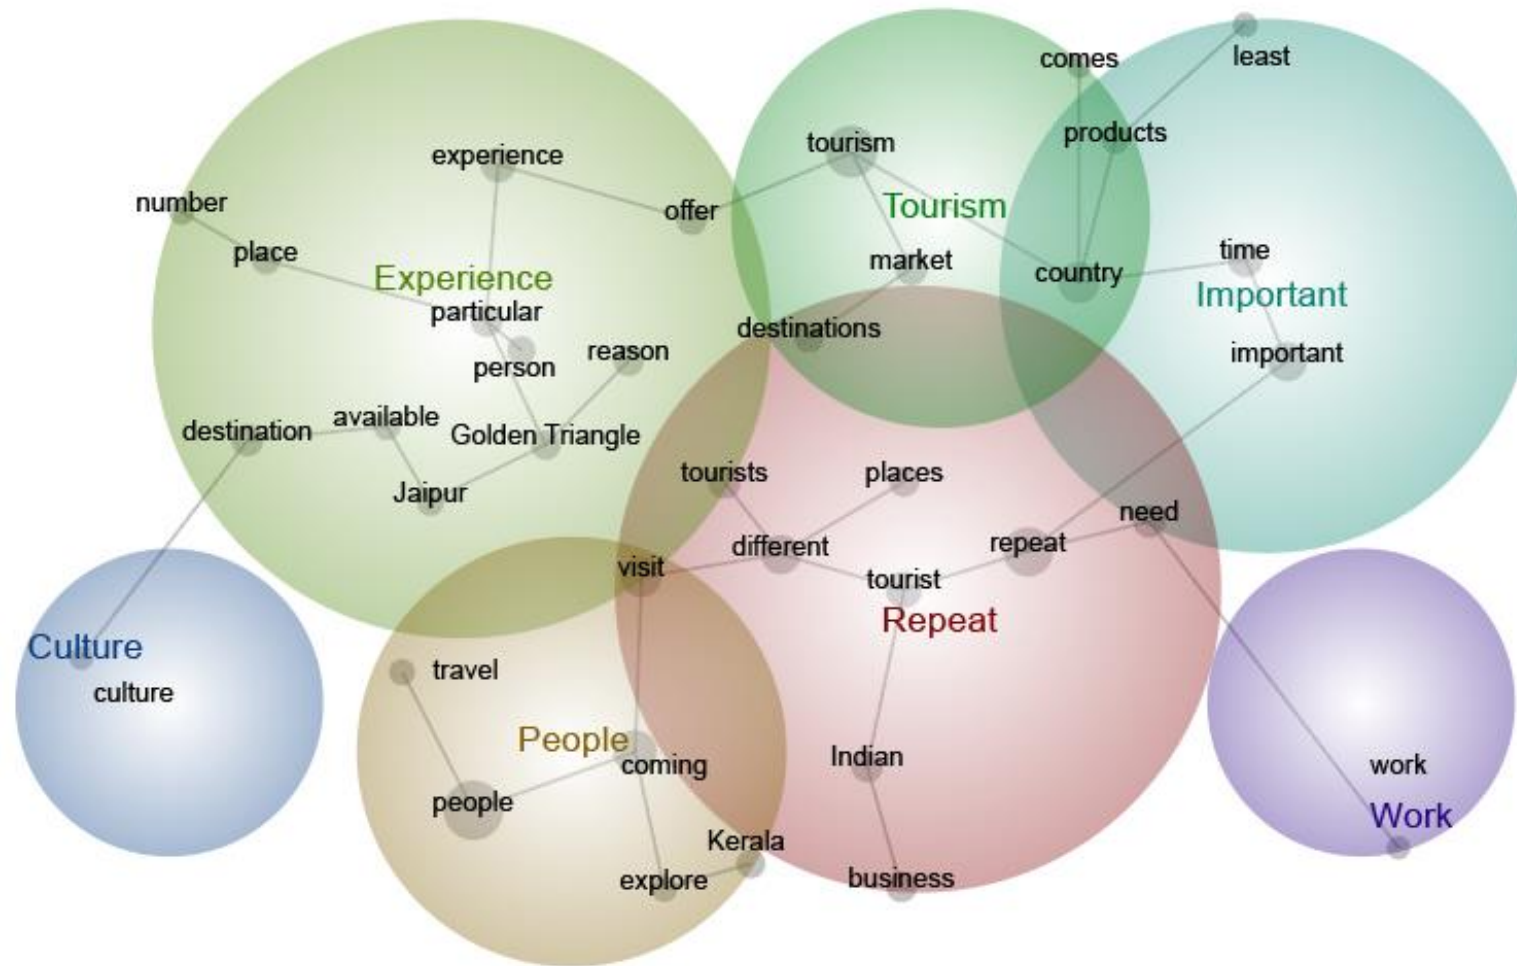 comes
least
products
tourism
experience
number
offer
Tourism
place
time
market
country
Experience
Important
particular
destinations
reason
important
person
available
destination
Golden Triangle
tourists
places
Jaipur
need
different
repeat
visit
tourist
Repeat
Culture
travel
culture
People
Indian
coming
work
people
Work
Kerala
explore
business